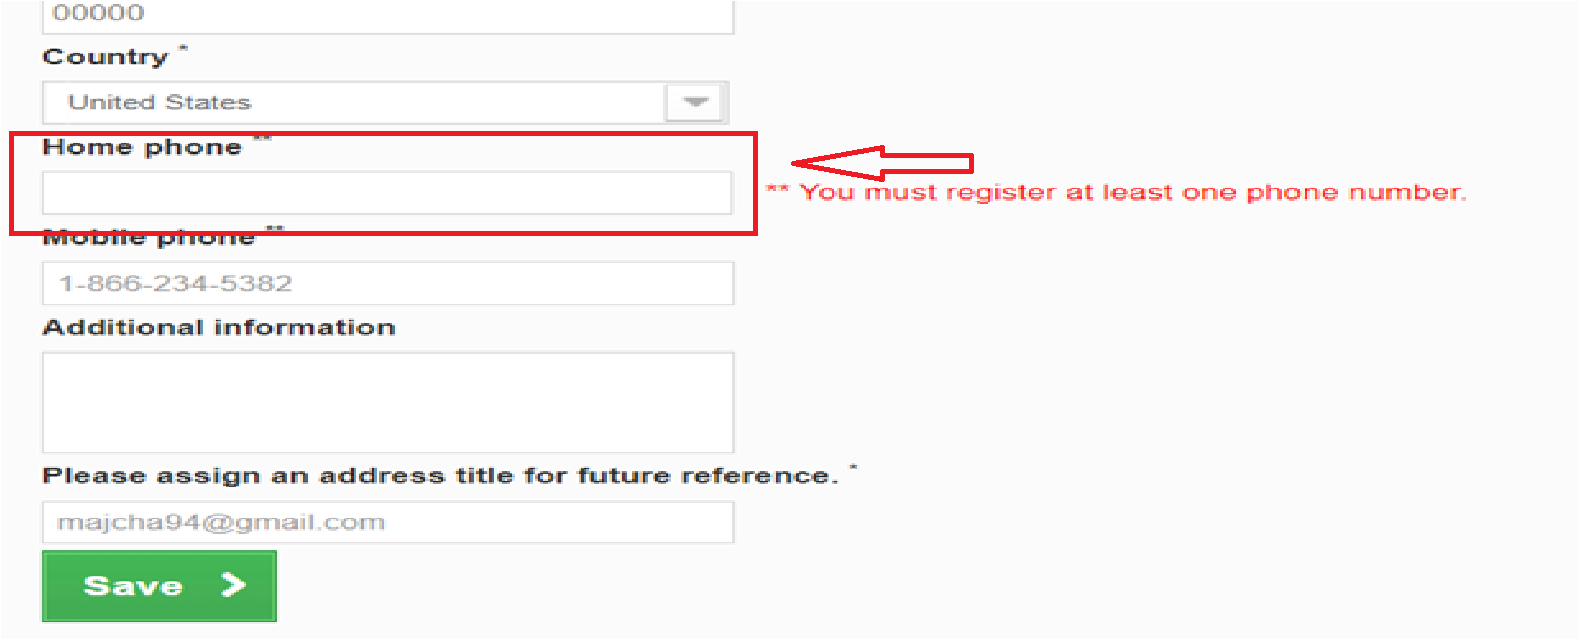 00000
Country *
United States
Home phone **
** You must register at least one phone number.
Mobile phone **
1-866-234-5382
Additional information
Please assign an address title for future reference. *
majcha94@gmail.com
Save